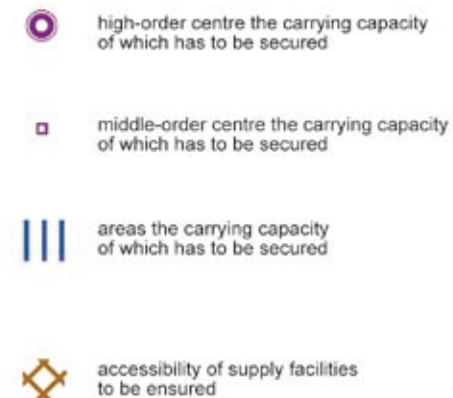 high-order centre the carrying capacity
of which has to be secured
middle-order centre the carrying capacity
of which has to be secured
areas the carrying capacity
of which has to be secured
accessibility of supply facilities
to be ensured